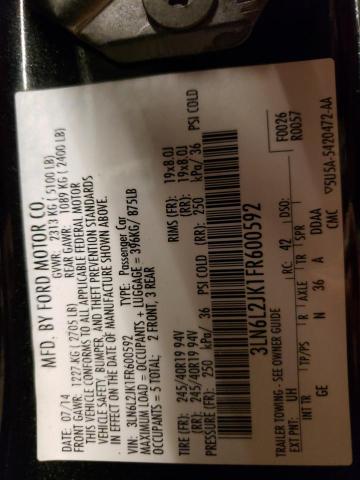 MFD. BY FORD MOTOR CO.
DATE: 07/14 GVWR: 2313 KG ( 5100 LB)
FRONT GAWR: 1227 KG ( 2705 LB) REAR GAWR: 1089 KG ( 2400 LB)
THIS VEHICLE CONFORMS TO ALL APPLICABLE FEDERAL MOTOR
VEHICLE SAFETY, BUMPER, AND THEFT PREVENTION STANDARDS
IN EFFECT ON THE DATE OF MANUFACTURE SHOWN ABOVE.
VIN: 3LN6L2JK1FR600592 TYPE: Passenger Car
MAXIMUM LOAD = OCCUPANTS + LUGGAGE = 396KG/ 875LB
OCCUPANTS = 5 TOTAL: 2 FRONT, 3 REAR
TIRE (FR): 245/40R19 94V RIMS (FR): 19x8.0J
TIRE (RR): 245/40R19 94V (RR): 19x8.0J
PRESSURE (FR): 250 kPa/ 36 PSI COLD (RR): 250 kPa/ 36 PSI COLD
3LN6L2JK1FR600592
F0026
R0057
TRAILER TOWING - SEE OWNER GUIDE
EXT PNT: UH RC: 42 DSO:
INT TR TP/PS R AXLE TR SPR
GE N 36 A DDAA
CMC ▽5U5A-5420472-AA